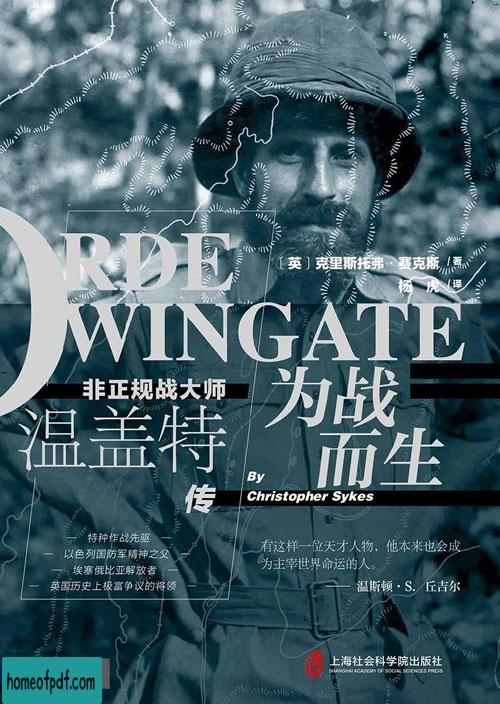 ORDE
WINGATE
［英］克里斯托弗·赛克斯 著
杨 虎 译
非正规战大师
温盖特
传
为战
而生
By
Christopher Sykes
特种作战先驱
以色列国防军精神之父
埃塞俄比亚解放者
英国历史上极富争议的将领
有这样一位天才人物，他本来也会成
为主宰世界命运的人。
——温斯顿·S. 丘吉尔
上海社会科学院出版社
SHANGHAI ACADEMY OF SOCIAL SCIENCES PRESS
homeofpdf.com